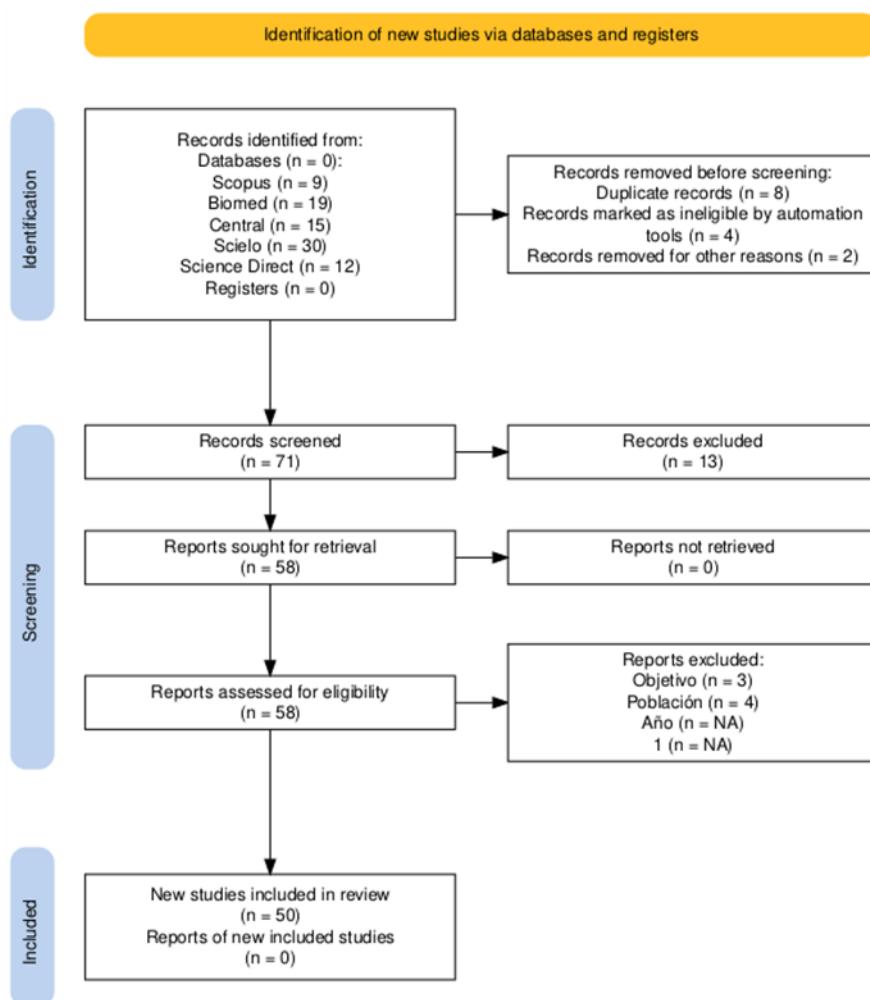 Identification of new studies via databases and registers
Identification
Records identified from:
Databases (n = 0):
Scopus (n = 9)
Biomed (n = 19)
Central (n = 15)
Scielo (n = 30)
Science Direct (n = 12)
Registers (n = 0)
Records removed before screening:
Duplicate records (n = 8)
Records marked as ineligible by automation
tools (n = 4)
Records removed for other reasons (n = 2)
Screening
Records screened
(n = 71)
Records excluded
(n = 13)
Reports sought for retrieval
(n = 58)
Reports not retrieved
(n = 0)
Reports assessed for eligibility
(n = 58)
Reports excluded:
Objetivo (n = 3)
Población (n = 4)
Año (n = NA)
1 (n = NA)
Included
New studies included in review
(n = 50)
Reports of new included studies
(n = 0)